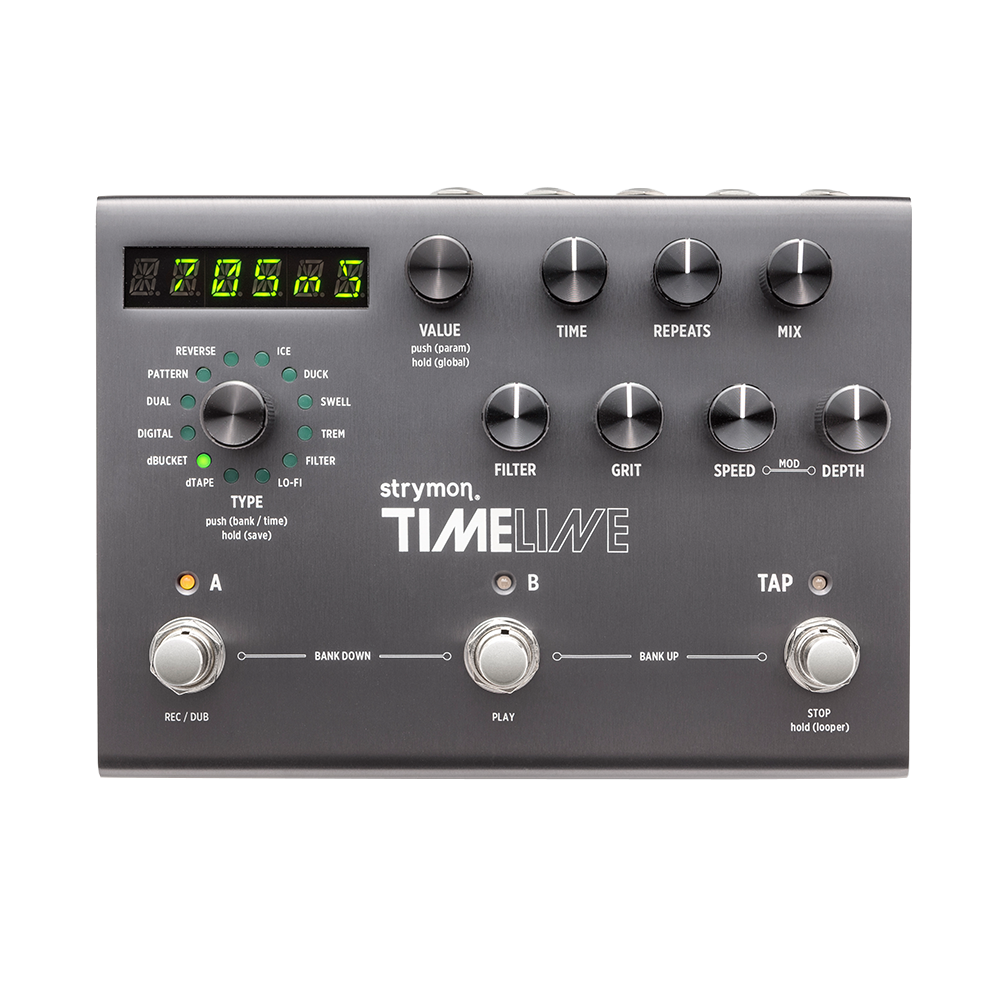 705mS
VALUE
push (param)
hold (global)
TIME
REPEATS
MIX
REVERSE
ICE
PATTERN
DUCK
DUAL
SWELL
DIGITAL
TREM
dBUCKET
FILTER
dTAPE
LO-FI
TYPE
push (bank / time)
hold (save)
FILTER
GRIT
SPEED
MOD
DEPTH
strymon®
TIMELINE
A
B
TAP
BANK DOWN
BANK UP
REC / DUB
PLAY
STOP
hold (looper)